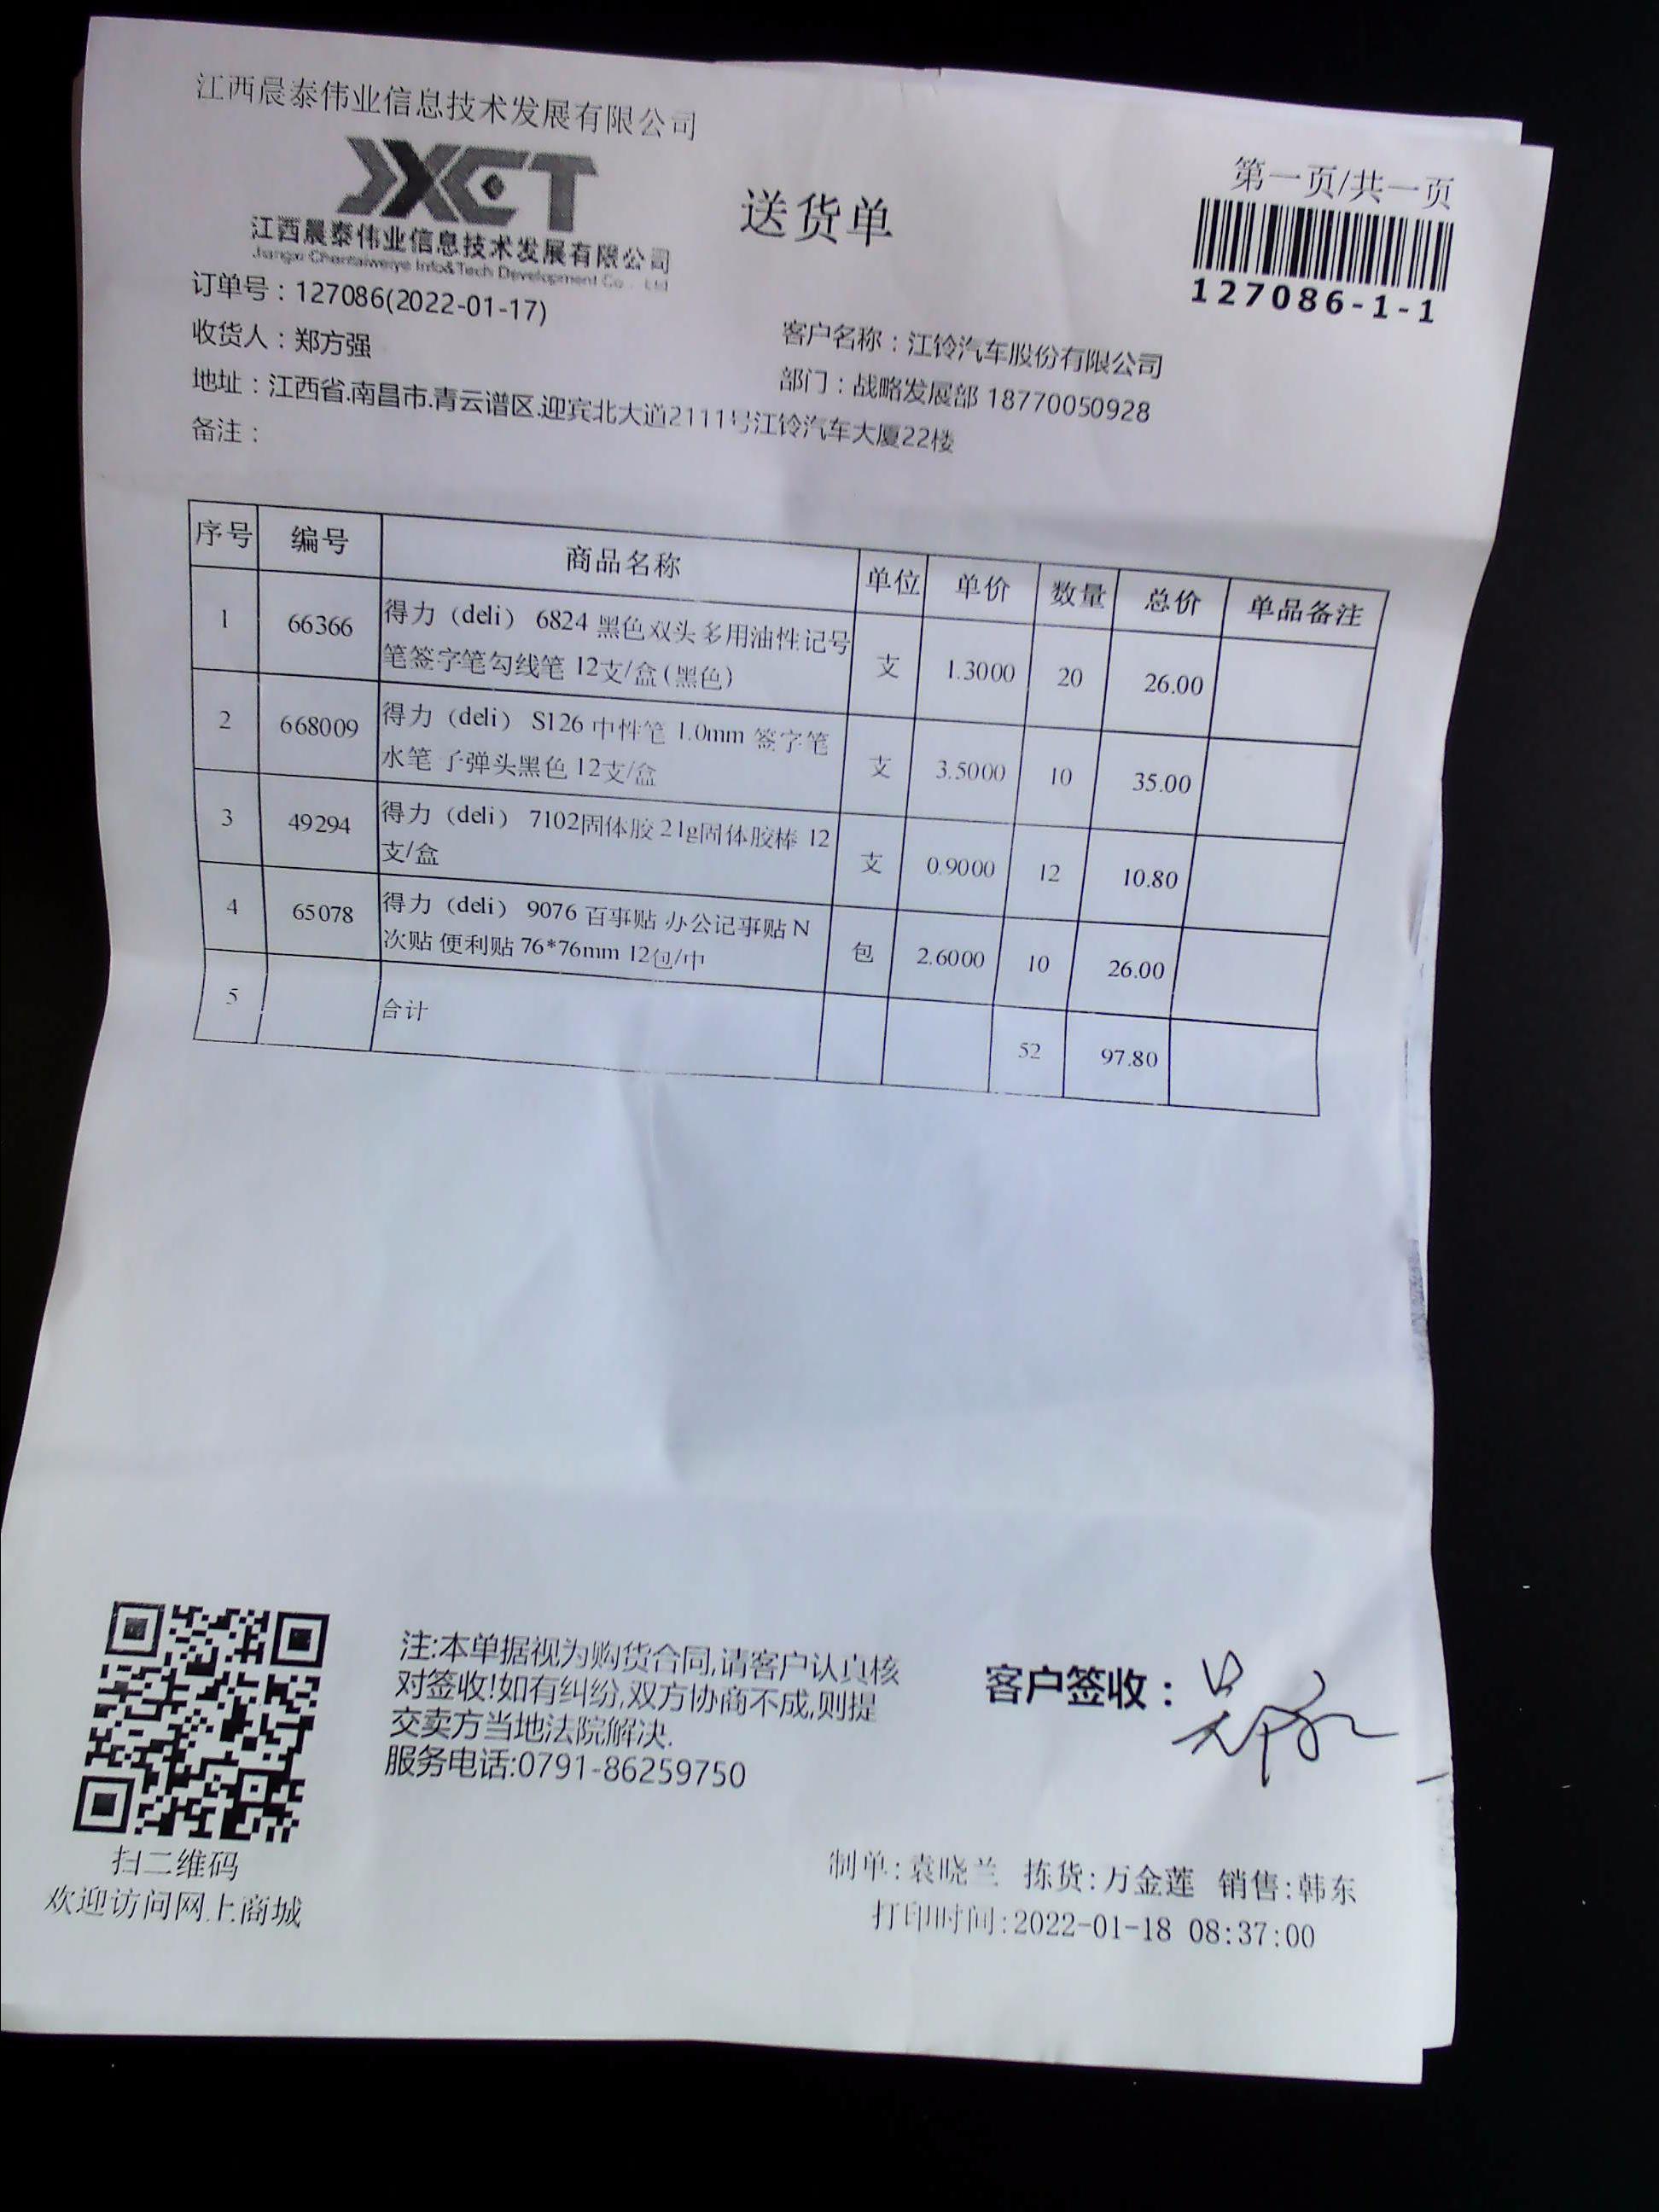 江西晨泰伟业信息技术发展有限公司
JXCT
江西晨泰伟业信息技术发展有限公司
Jiangxi Chentaiweiye Info&Tech Development Co., Ltd
送货单
第一页/共一页
127086-1-1
订单号：127086(2022-01-17)
收货人：郑方强
客户名称：江铃汽车股份有限公司
部门：战略发展部 18770050928
地址：江西省.南昌市.青云谱区.迎宾北大道2111号江铃汽车大厦22楼
备注：
序号 编号 商品名称 单位 单价 数量 总价 单品备注
1 66366 得力（deli） 6824 黑色双头多用油性记号
笔签字笔勾线笔 12支/盒(黑色) 支 1.3000 20 26.00
2 668009 得力（deli） S126 中性笔 1.0mm 签字笔
水笔 子弹头黑色 12支/盒 支 3.5000 10 35.00
3 49294 得力（deli） 7102固体胶 21g固体胶棒 12
支/盒 支 0.9000 12 10.80
4 65078 得力（deli） 9076 百事贴 办公记事贴 N
次贴 便利贴 76*76mm 12包/中 包 2.6000 10 26.00
5 合计 52 97.80
注:本单据视为购货合同,请客户认真核
对签收!如有纠纷,双方协商不成,则提
交卖方当地法院解决.
服务电话:0791-86259750
客户签收：
扫二维码
欢迎访问网上商城
制单:袁晓兰 拣货:万金莲 销售:韩东
打印时间:2022-01-18 08:37:00